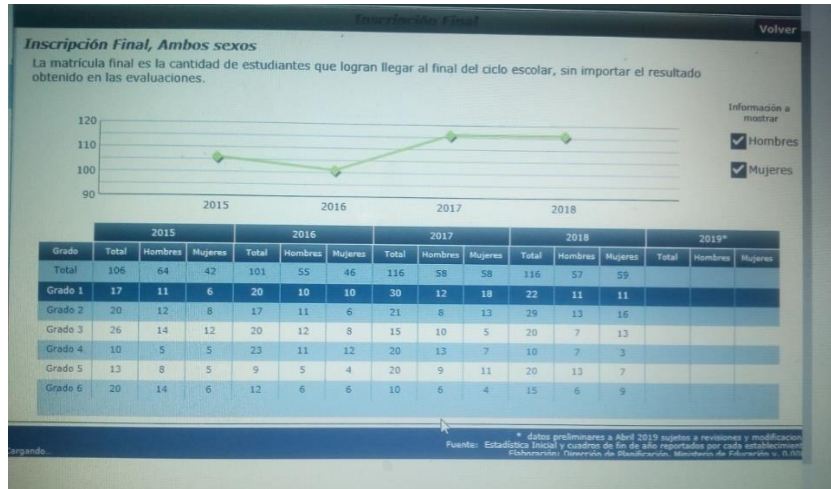 Inscripción Final
Volver
Inscripción Final, Ambos sexos
La matrícula final es la cantidad de estudiantes que logran llegar al final del ciclo escolar, sin importar el resultado
obtenido en las evaluaciones.
Información a
mostrar
Hombres
Mujeres
120
110
100
90
2015 2016 2017 2018
2015 2016 2017 2018 2019*
Grado Total Hombres Mujeres Total Hombres Mujeres Total Hombres Mujeres Total Hombres Mujeres Total Hombres Mujeres
Total 106 64 42 101 55 46 116 58 58 116 57 59
Grado 1 17 11 6 20 10 10 30 12 18 22 11 11
Grado 2 20 12 8 17 11 6 21 8 13 29 13 16
Grado 3 26 14 12 20 12 8 15 10 5 20 7 13
Grado 4 10 5 5 23 11 12 20 13 7 10 7 3
Grado 5 13 8 5 9 5 4 20 9 11 20 13 7
Grado 6 20 14 6 12 6 6 10 6 4 15 6 9
* datos preliminares a Abril 2019 sujetos a revisiones y modificacion
Fuente: Estadística Inicial y cuadros de fin de año reportados por cada establecimien
Cargando..
Elaboración: Dirección de Planificación, Ministerio de Educación v. 0.00